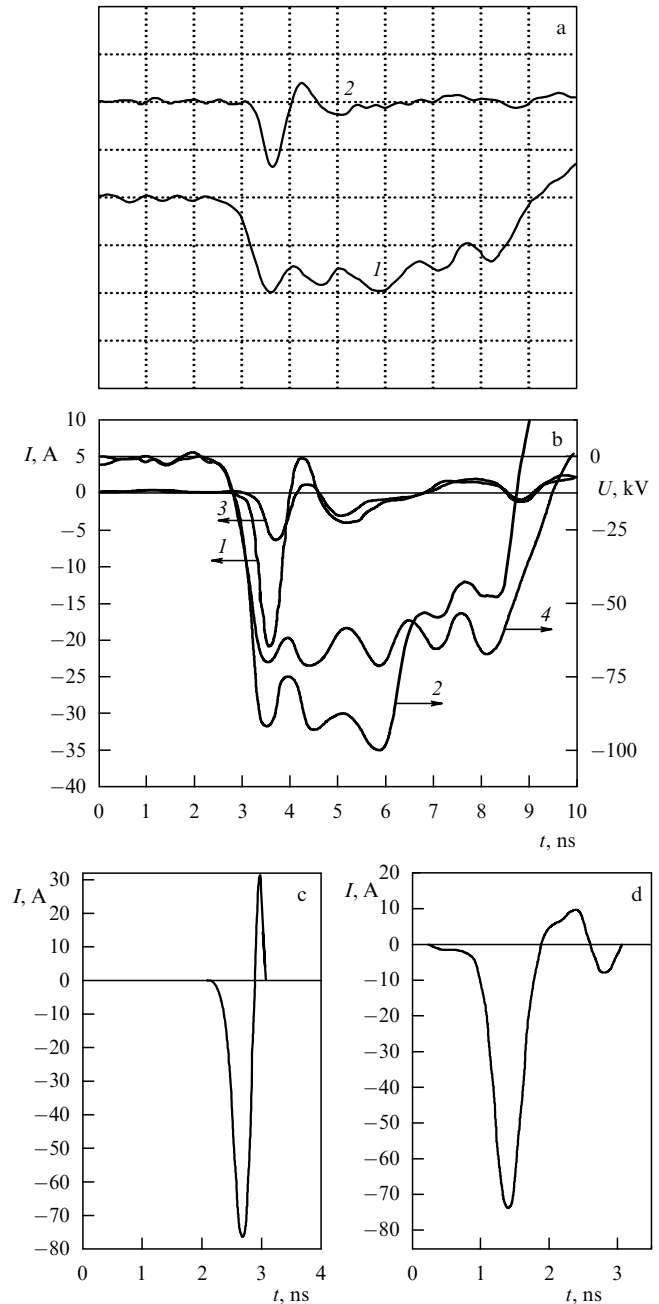 a
2
1
10 b
I, A 5 0
0 U, kV
3
−5 −25
1
−10
−15
−50
4
−20
2
−25 −75
−30
−35 −100
−40
0 1 2 3 4 5 6 7 8 9 10
t, ns
30 c
I, A
20
10
0
−10
−20
−30
−40
−50
−60
−70
−80
0 1 2 3 4
t, ns
20 d
I, A
10
0
−10
−20
−30
−40
−50
−60
−70
−80
0 1 2 3
t, ns